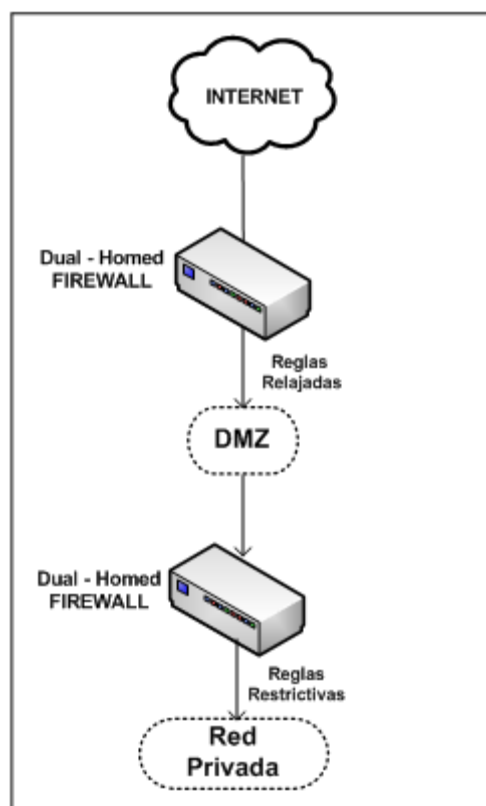 INTERNET
Dual - Homed
FIREWALL
Reglas
Relajadas
DMZ
Dual - Homed
FIREWALL
Reglas
Restrictivas
Red
Privada